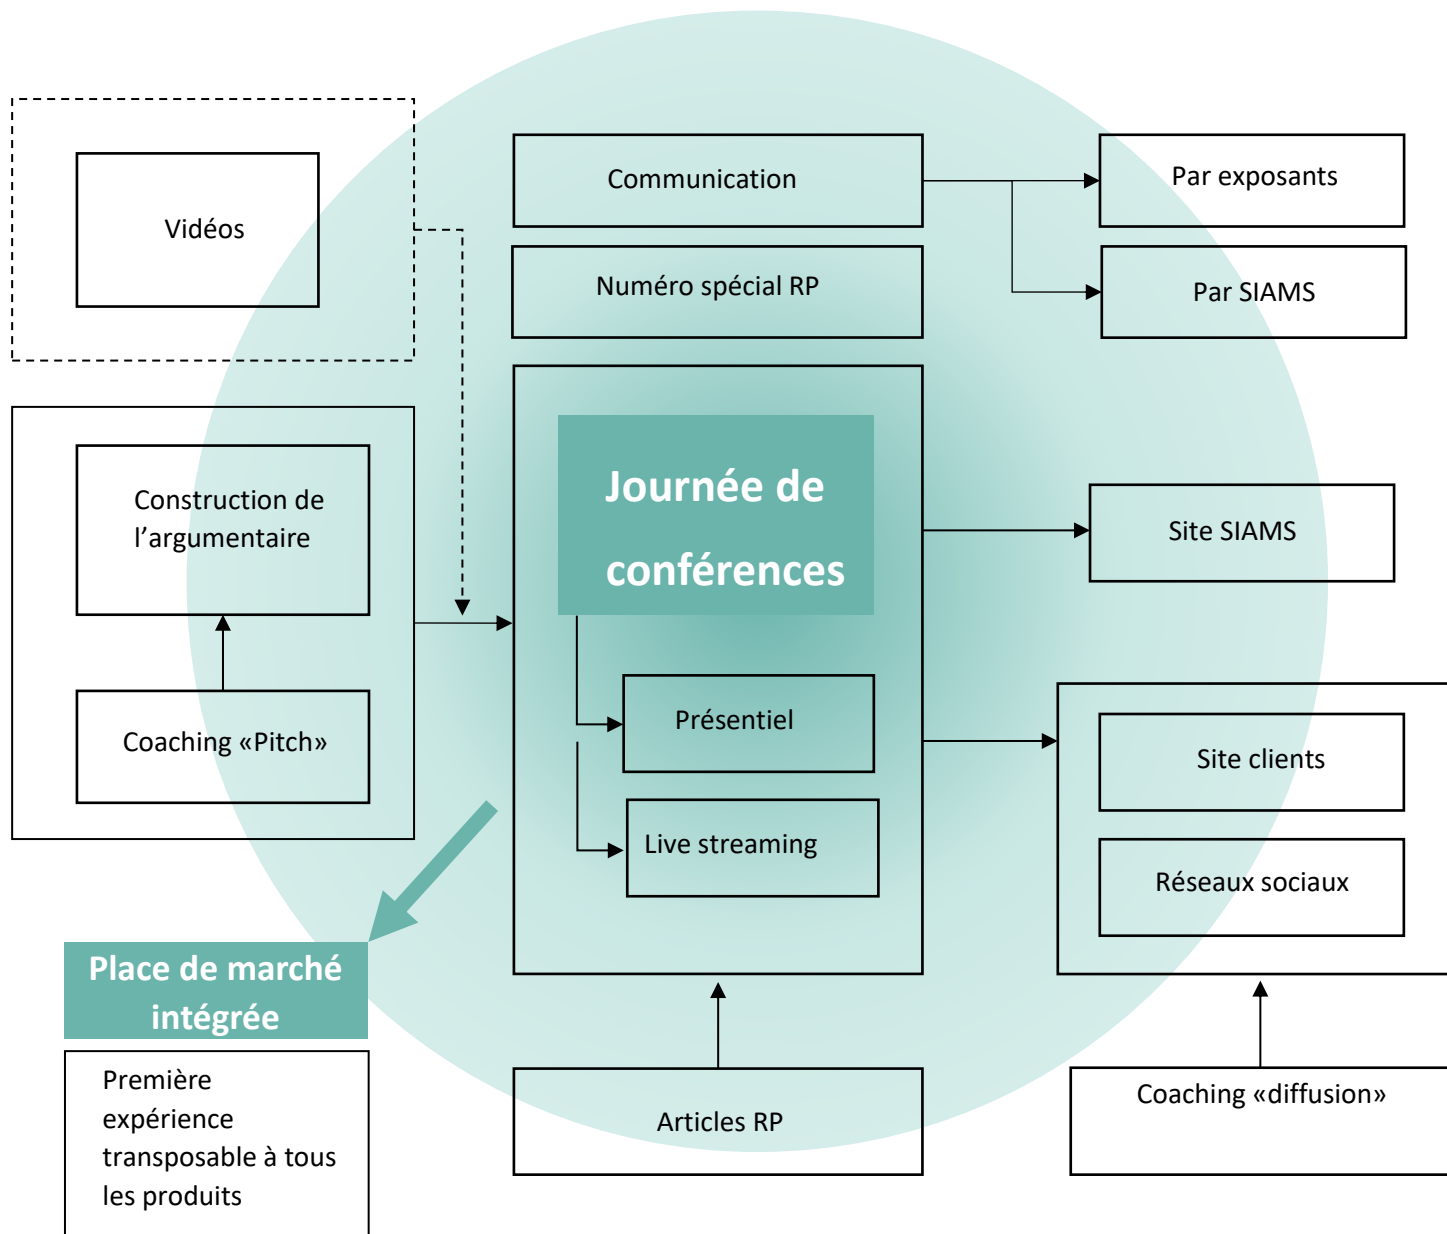 Vidéos
Communication
Par exposants
Numéro spécial RP
Par SIAMS
Construction de
l’argumentaire
Coaching «Pitch»
Journée de
conférences
Présentiel
Live streaming
Site SIAMS
Site clients
Réseaux sociaux
Place de marché
intégrée
Première
expérience
transposable à tous
les produits
Articles RP
Coaching «diffusion»